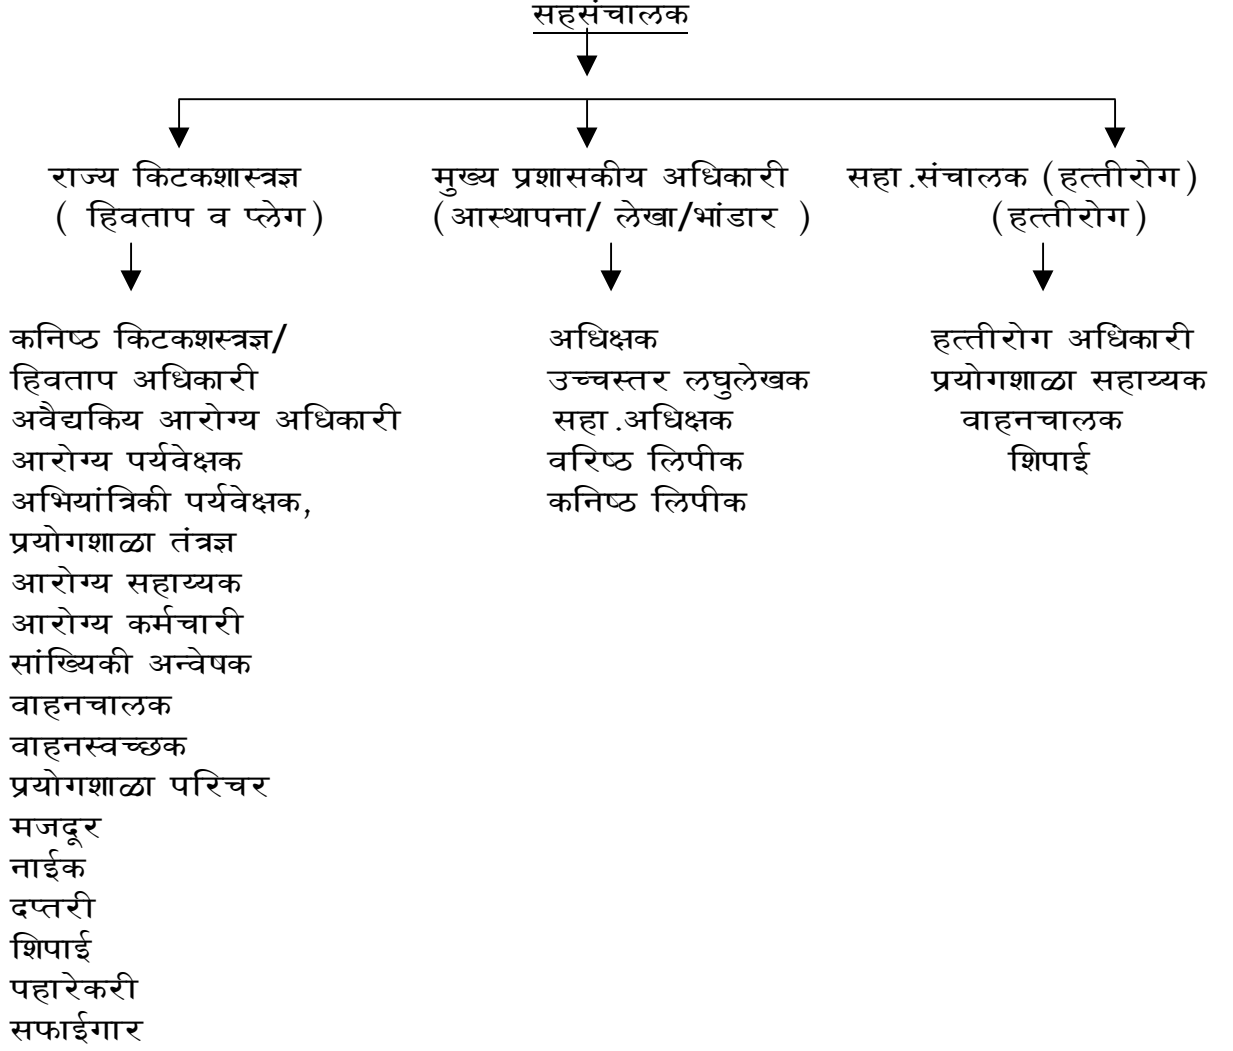 सहसंचालक
राज्य किटकशास्त्रज्ञ
( हिवताप व प्लेग)
मुख्य प्रशासकीय अधिकारी
(आस्थापना/ लेखा/भांडार )
सहा.संचालक (हत्तीरोग)
(हत्तीरोग)
कनिष्ठ किटकशस्त्रज्ञ/
हिवताप अधिकारी
अवैद्यकिय आरोग्य अधिकारी
आरोग्य पर्यवेक्षक
अभियांत्रिकी पर्यवेक्षक,
प्रयोगशाळा तंत्रज्ञ
आरोग्य सहाय्यक
आरोग्य कर्मचारी
सांख्यिकी अन्वेषक
वाहनचालक
वाहनस्वच्छक
प्रयोगशाळा परिचर
मजदूर
नाईक
दप्तरी
शिपाई
पहारेकरी
सफाईगार
अधिक्षक
उच्चस्तर लघुलेखक
सहा.अधिक्षक
वरिष्ठ लिपीक
कनिष्ठ लिपीक
हत्तीरोग अधिकारी
प्रयोगशाळा सहाय्यक
वाहनचालक
शिपाई